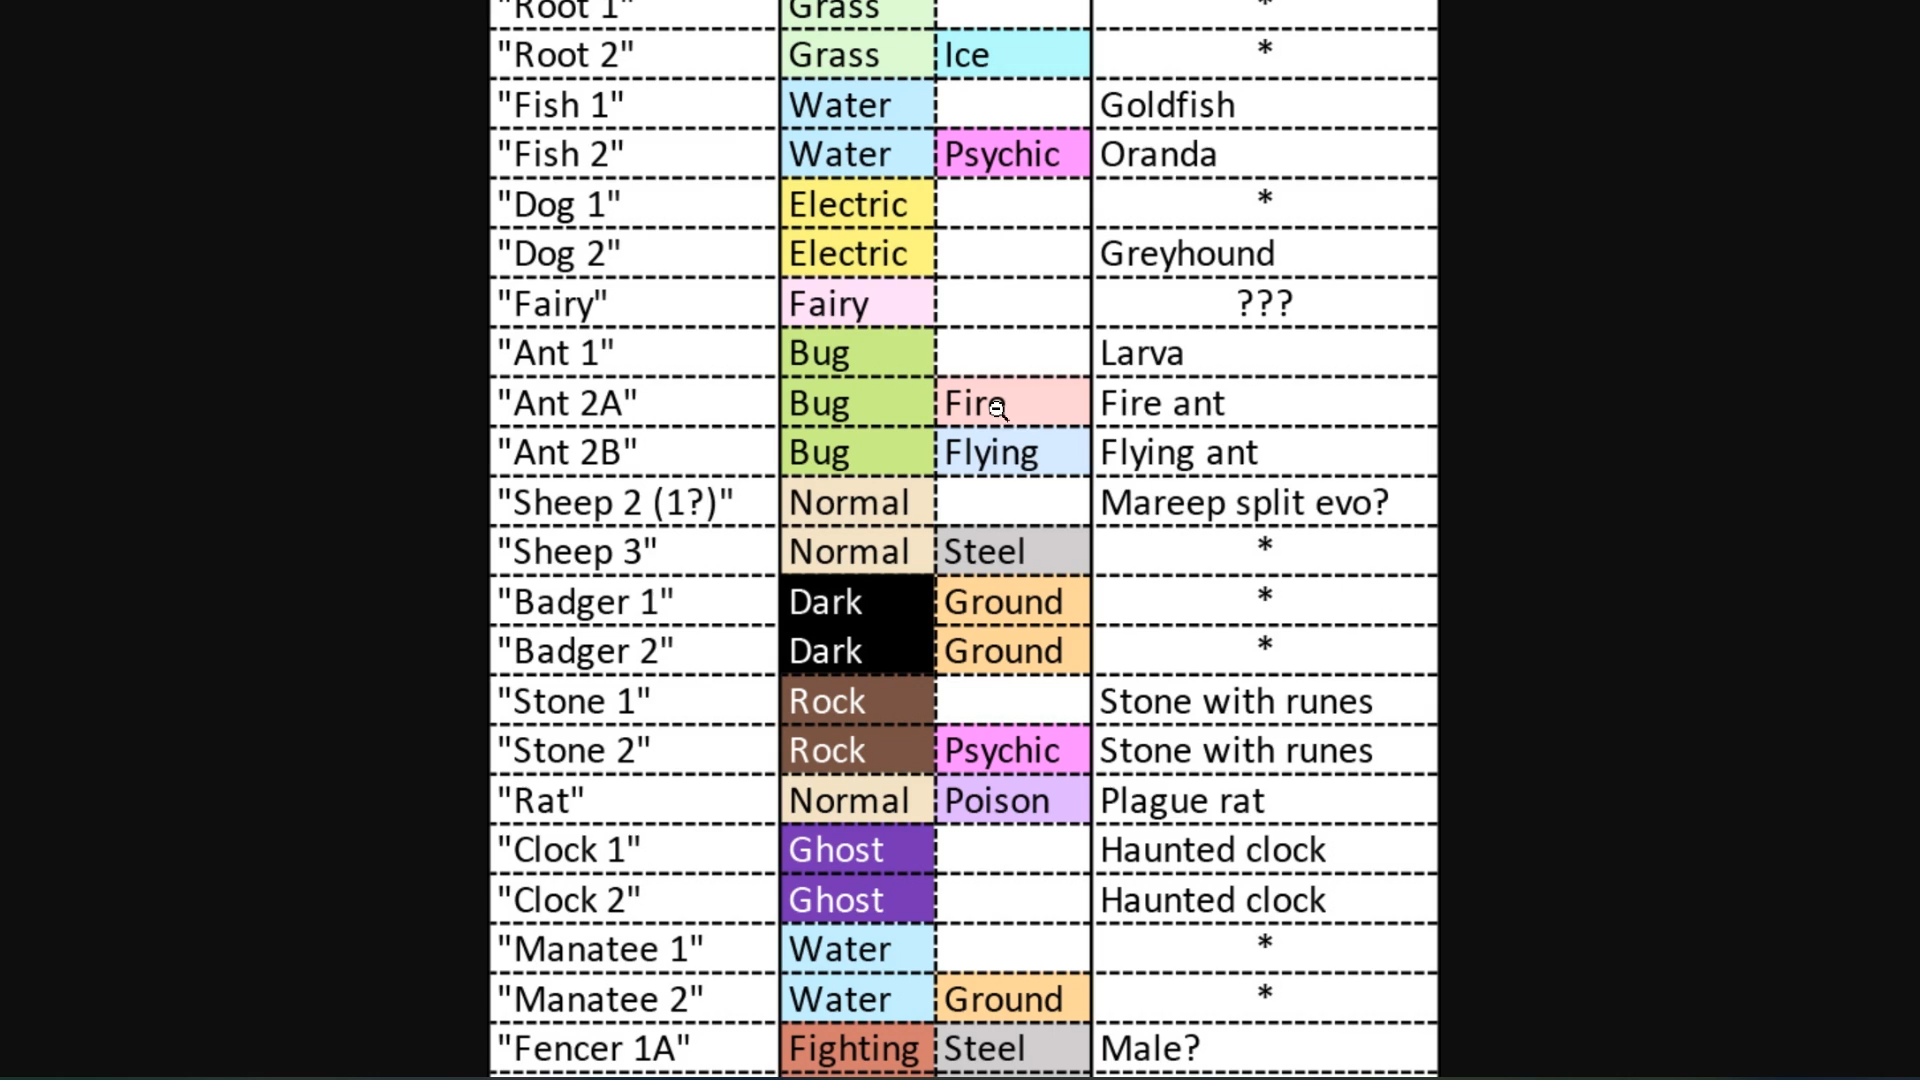 "Root 1" Grass *
"Root 2" Grass Ice *
"Fish 1" Water Goldfish
"Fish 2" Water Psychic Oranda
"Dog 1" Electric *
"Dog 2" Electric Greyhound
"Fairy" Fairy ???
"Ant 1" Bug Larva
"Ant 2A" Bug Fire Fire ant
"Ant 2B" Bug Flying Flying ant
"Sheep 2 (1?)" Normal Mareep split evo?
"Sheep 3" Normal Steel *
"Badger 1" Dark Ground *
"Badger 2" Dark Ground *
"Stone 1" Rock Stone with runes
"Stone 2" Rock Psychic Stone with runes
"Rat" Normal Poison Plague rat
"Clock 1" Ghost Haunted clock
"Clock 2" Ghost Haunted clock
"Manatee 1" Water *
"Manatee 2" Water Ground *
"Fencer 1A" Fighting Steel Male?